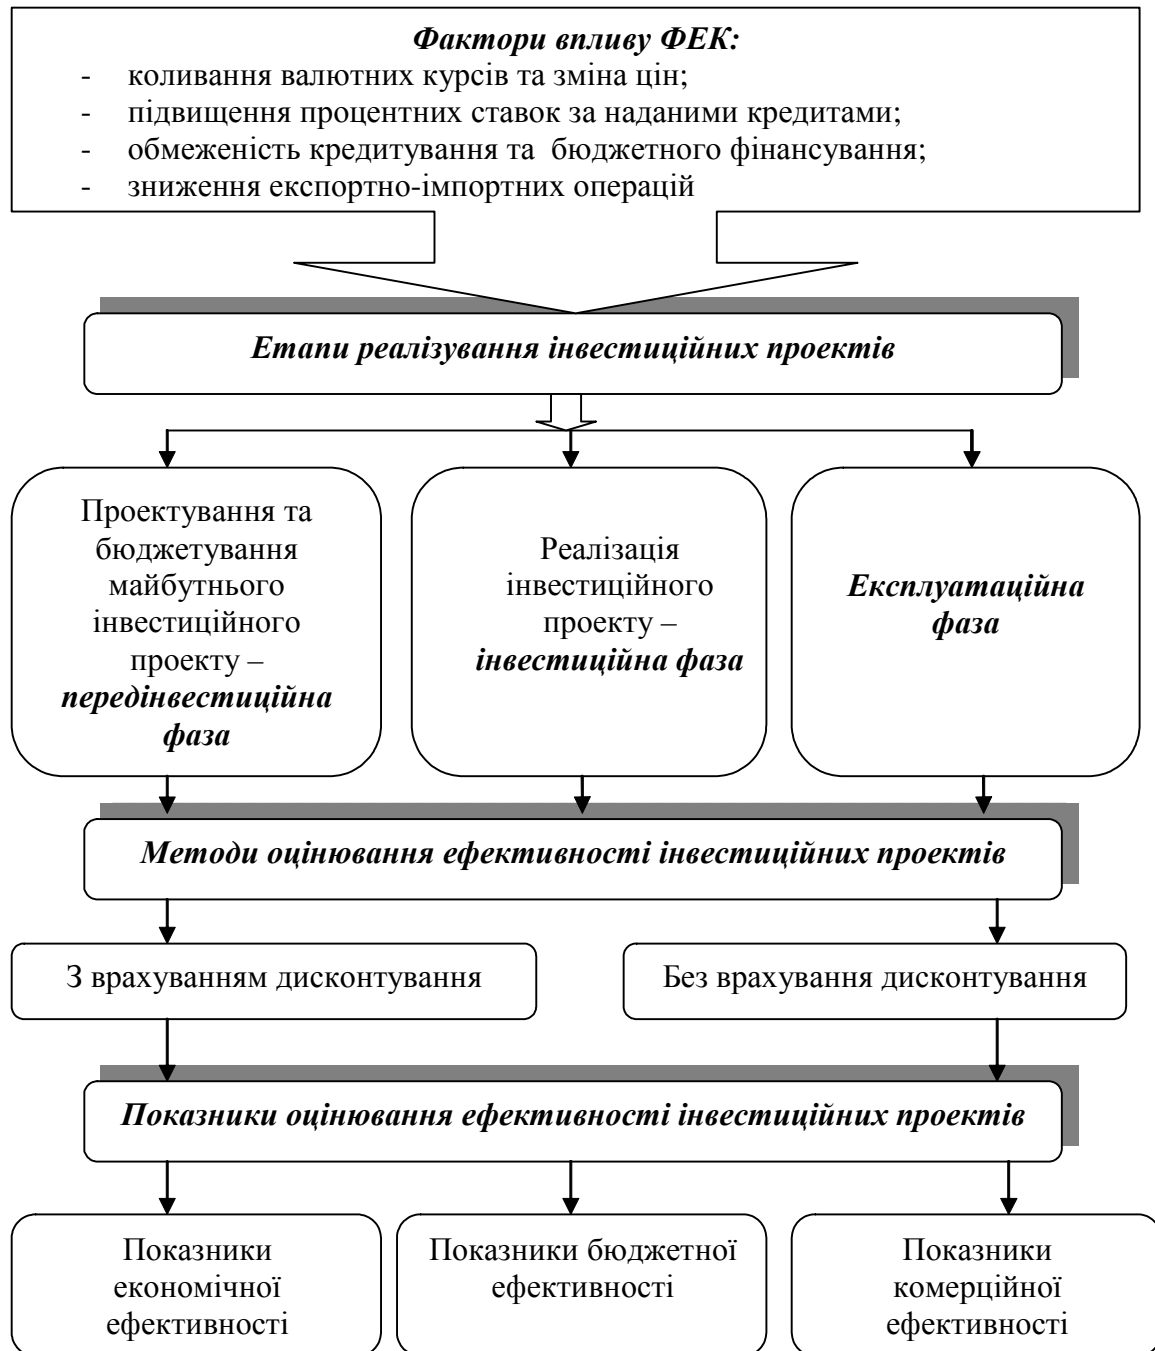 Фактори впливу ФЕК:
- коливання валютних курсів та зміна цін;
- підвищення процентних ставок за наданими кредитами;
- обмеженість кредитування та бюджетного фінансування;
- зниження експортно-імпортних операцій
Етапи реалізування інвестиційних проектів
Проектування та
бюджетування
майбутнього
інвестиційного
проекту –
передінвестиційна
фаза
Реалізація
інвестиційного
проекту –
інвестиційна фаза
Експлуатаційна
фаза
Методи оцінювання ефективності інвестиційних проектів
З врахуванням дисконтування
Без врахування дисконтування
Показники оцінювання ефективності інвестиційних проектів
Показники
економічної
ефективності
Показники бюджетної
ефективності
Показники
комерційної
ефективності